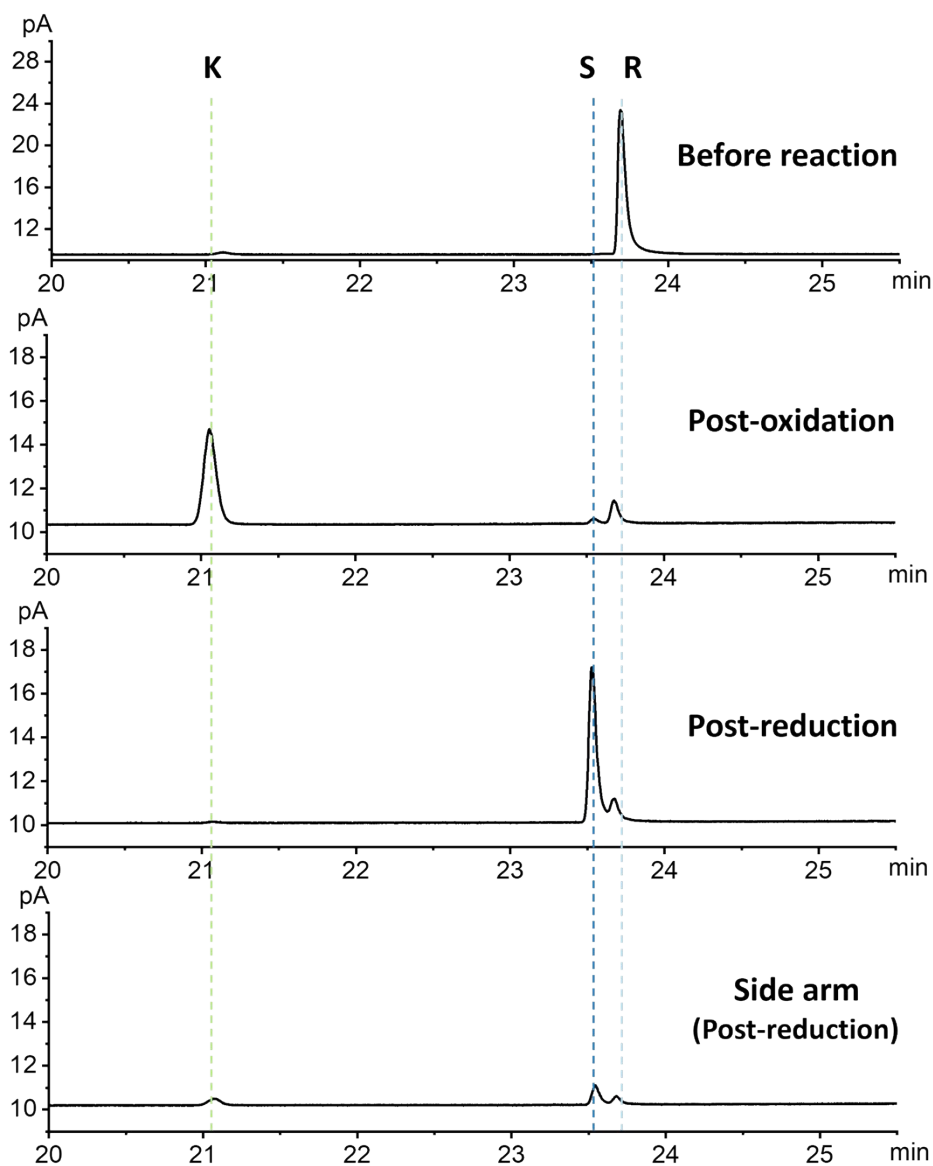 pA
K S R
28
24
20
16
12
Before reaction
20 21 22 23 24 25 min
pA
18
16
14
12
10
Post-oxidation
20 21 22 23 24 25 min
pA
18
16
14
12
10
Post-reduction
20 21 22 23 24 25 min
pA
18
16
14
12
10
Side arm
(Post-reduction)
20 21 22 23 24 25 min